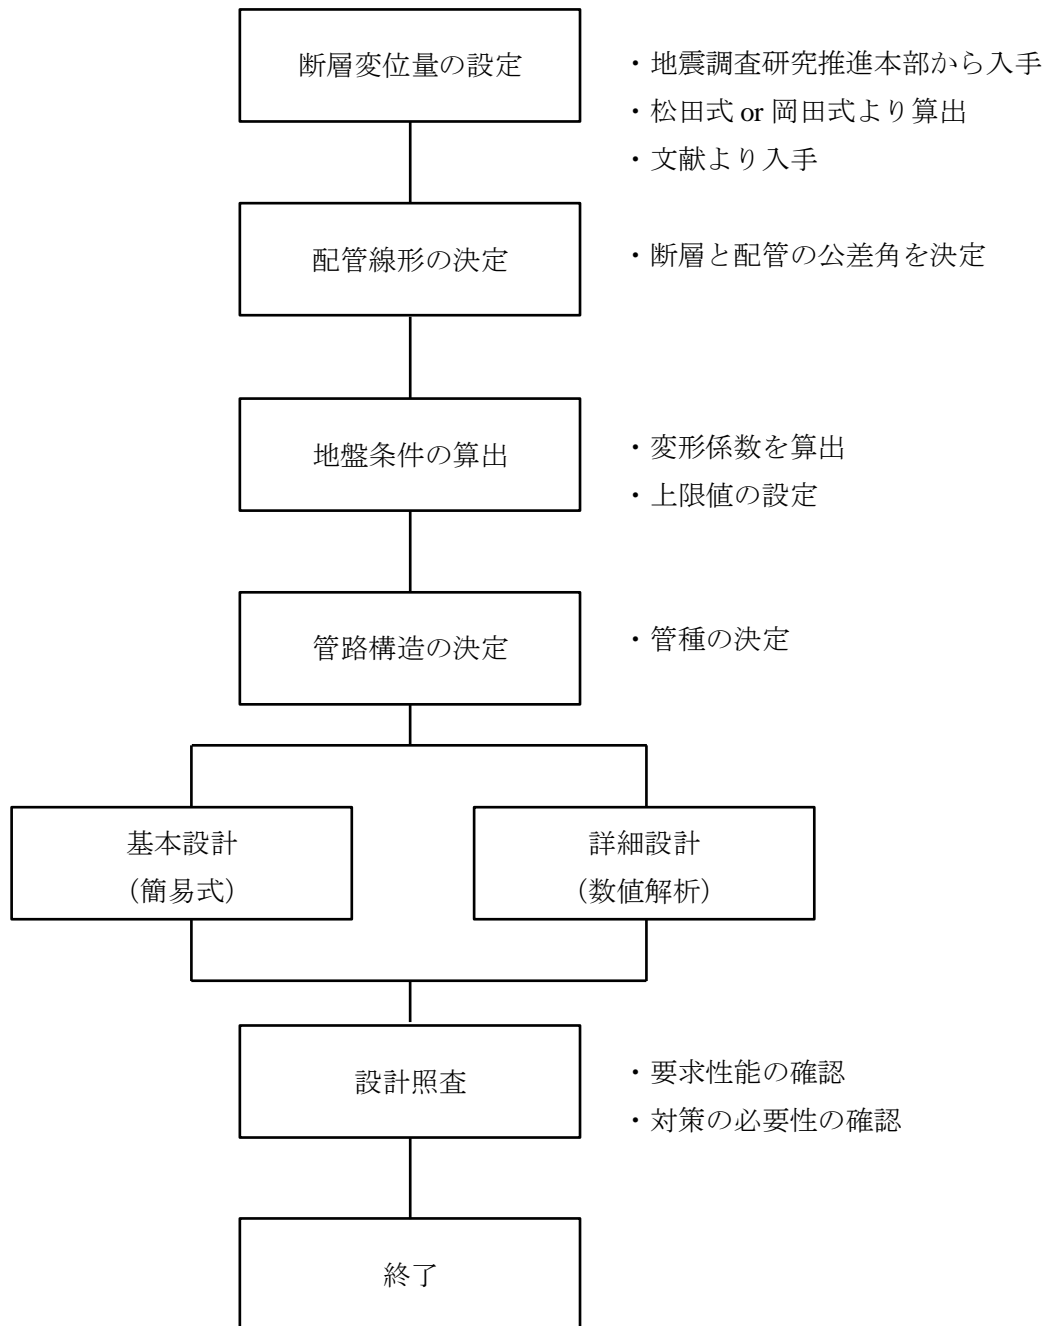 断層変位量の設定
・地震調査研究推進本部から入手
・松田式 or 岡田式より算出
・文献より入手
配管線形の決定
・断層と配管の公差角を決定
地盤条件の算出
・変形係数を算出
・上限値の設定
管路構造の決定
・管種の決定
基本設計
（簡易式）
詳細設計
（数値解析）
設計照査
・要求性能の確認
・対策の必要性の確認
終了